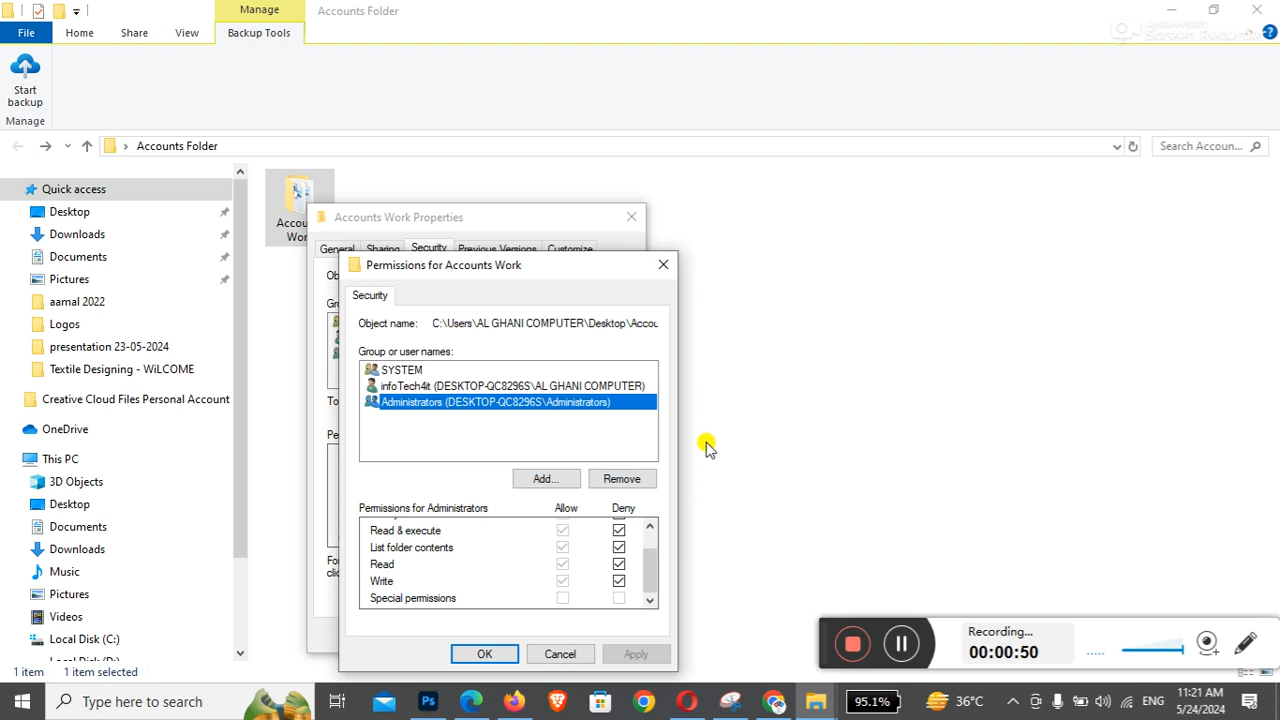 Manage
Accounts Folder
File
Home
Share
View
Backup Tools
Start
backup
Manage
Accounts Folder
Search Accoun...
Quick access
Desktop
Downloads
Documents
Pictures
aamal 2022
Logos
presentation 23-05-2024
Textile Designing - WiLCOME
Creative Cloud Files Personal Account
OneDrive
This PC
3D Objects
Desktop
Documents
Downloads
Music
Pictures
Videos
Local Disk (C:)
Accounts Work Properties
General
Sharing
Security
Previous Versions
Customize
Permissions for Accounts Work
Security
Object name: C:\Users\AL GHANI COMPUTER\Desktop\Accou
Group or user names:
SYSTEM
infoTech4it (DESKTOP-QC8296S\AL GHANI COMPUTER)
Administrators (DESKTOP-QC8296S\Administrators)
Add...
Remove
Permissions for Administrators
Allow
Deny
Read & execute
List folder contents
Read
Write
Special permissions
OK
Cancel
Apply
Recording...
00:00:50
1 item
1 item selected
Type here to search
Ps
95.1%
36°C
ENG
11:21 AM
5/24/2024